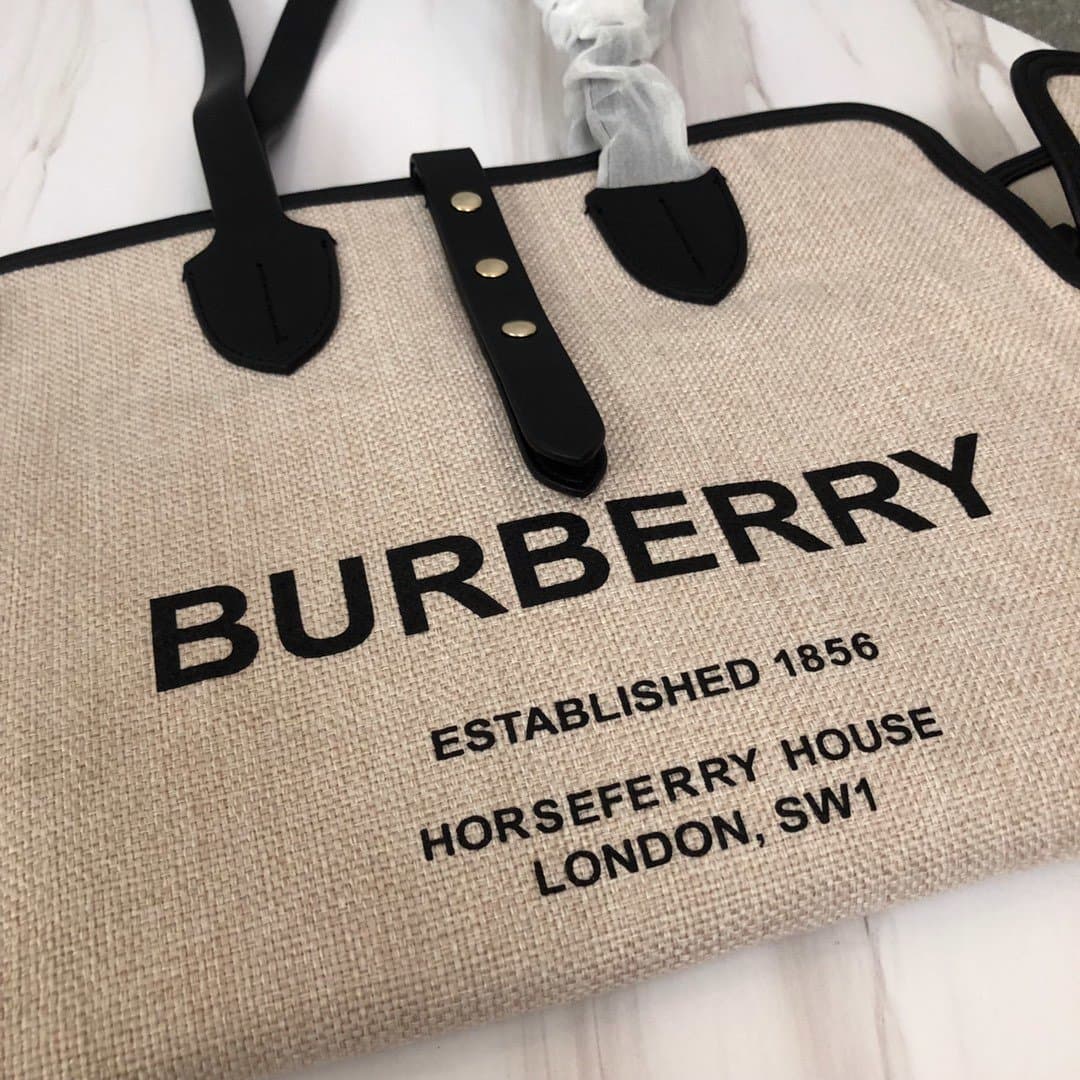 BURBERRY
ESTABLISHED 1856
HORSEFERRY HOUSE
LONDON, SW1